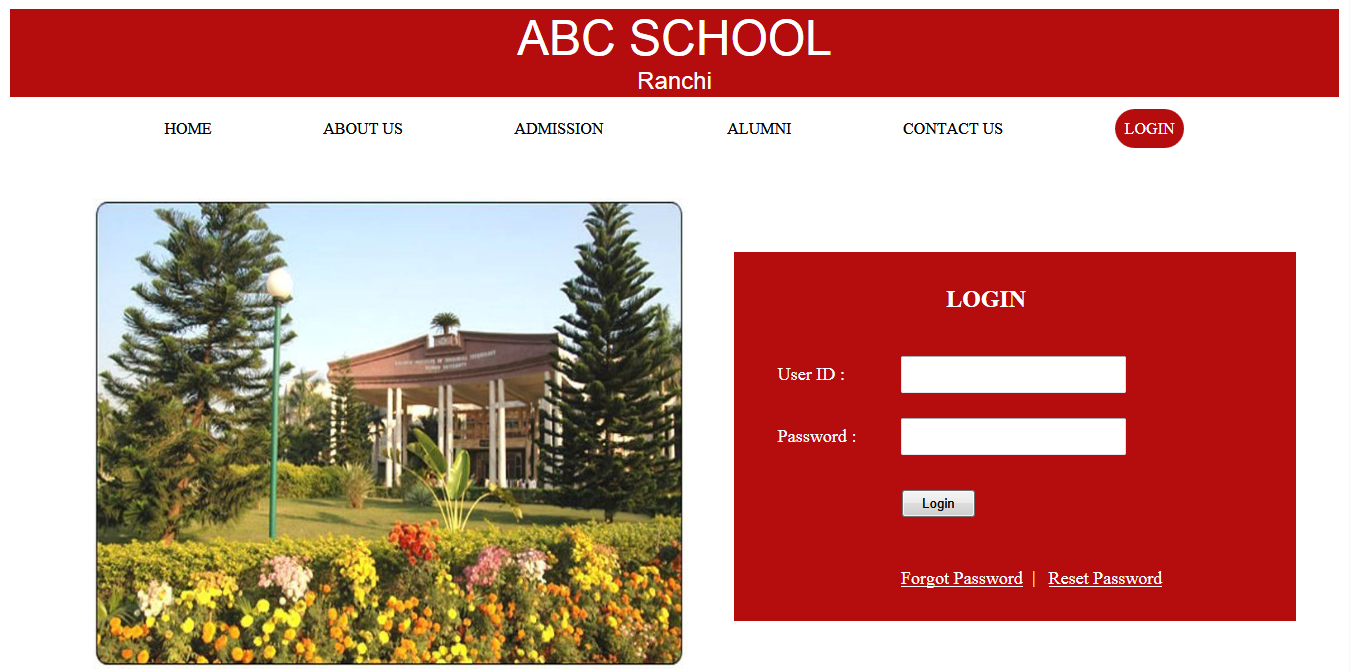 ABC SCHOOL
Ranchi
HOME ABOUT US ADMISSION ALUMNI CONTACT US LOGIN
LOGIN
User ID :
Password :
Login
Forgot Password | Reset Password